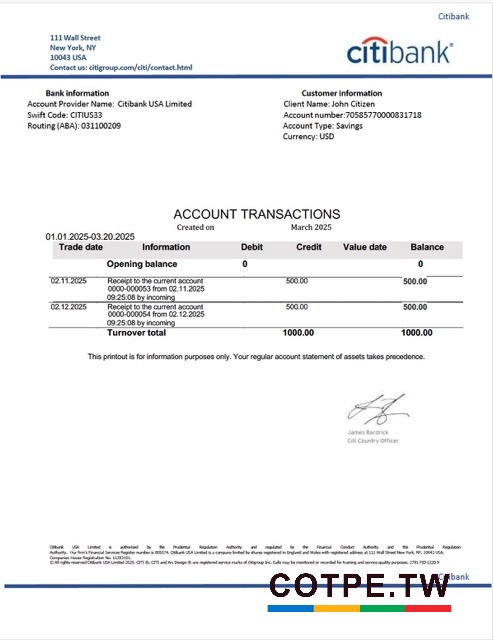 Citibank
111 Wall Street
New York, NY
10043 USA
Contact us: citigroup.com/citi/contact.html
citibank®
Bank information
Account Provider Name: Citibank USA Limited
Swift Code: CITIUS33
Routing (ABA): 031100209
Customer information
Client Name: John Citizen
Account number:70585770000831718
Account Type: Savings
Currency: USD
ACCOUNT TRANSACTIONS
Created on March 2025
01.01.2025-03.20.2025
Trade date Information Debit Credit Value date Balance
Opening balance 0 0
02.11.2025 Receipt to the current account 500.00 500.00
0000-000053 from 02.11.2025
09:25:08 by incoming
02.12.2025 Receipt to the current account 500.00 500.00
0000-000054 from 02.12.2025
09:25:08 by incoming
Turnover total 1000.00 1000.00
This printout is for information purposes only. Your regular account statement of assets takes precedence.
James Bardrick
Citi Country Officer
Citibank USA Limited is authorised by the Prudential Regulation Authority and regulated by the Financial Conduct Authority and the Prudential Regulation
Authority. Our firm's Financial Services Register number is 805574. Citibank USA Limited is a company limited by shares registered in England and Wales with registered address at 111 Wall Street New York, NY, 10043 USA.
Companies House Registration No. 11283101.
© All rights reserved Citibank USA Limited 2025. CITI ®, CITI and Arc Design ® are registered service marks of Citigroup Inc. Calls may be monitored or recorded for training and service quality purposes.
bank
COTPE.TW